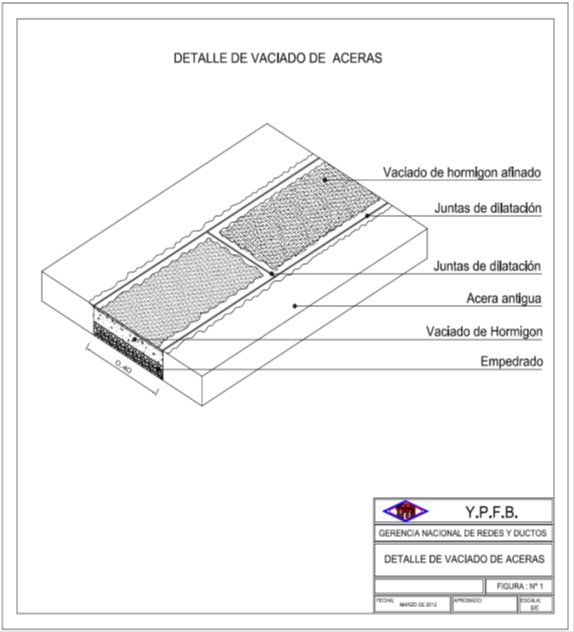 DETALLE DE VACIADO DE ACERAS
Vaciado de hormigon afinado
Juntas de dilatación
Juntas de dilatación
Acera antigua
Vaciado de Hormigon
Empedrado
0.40
Y.P.F.B.
GERENCIA NACIONAL DE REDES Y DUCTOS
DETALLE DE VACIADO DE ACERAS
FIGURA : Nº 1
FECHA: MARZO DE 2012 APROBADO: ESCALA: S/E